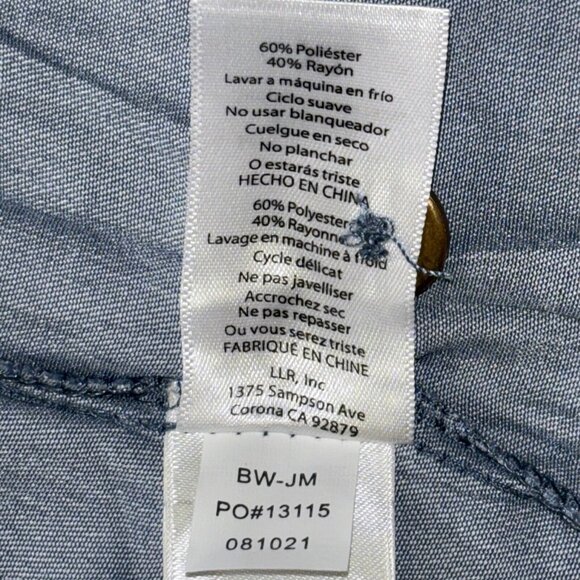 60% Poliéster
40% Rayón
Lavar a máquina en frío
Ciclo suave
No usar blanqueador
Cuelgue en seco
No planchar
O estarás triste
HECHO EN CHINA
60% Polyester
40% Rayonne
Lavage en machine à froid
Cycle délicat
Ne pas javelliser
Accrochez sec
Ne pas repasser
Ou vous serez triste
FABRIQUÉ EN CHINE
LLR, Inc
1375 Sampson Ave
Corona CA 92879
BW-JM
PO#13115
081021